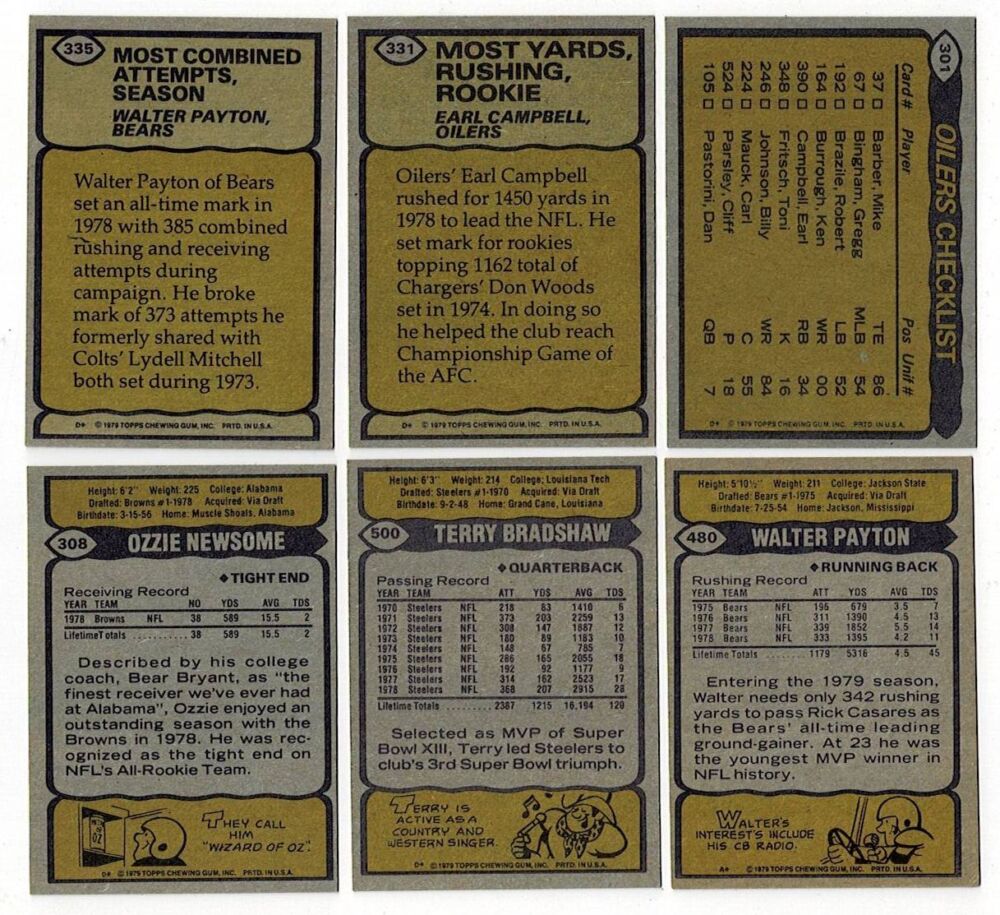 335
MOST COMBINED
ATTEMPTS,
SEASON
WALTER PAYTON,
BEARS
Walter Payton of Bears
set an all-time mark in
1978 with 385 combined
rushing and receiving
attempts during
campaign. He broke
mark of 373 attempts he
formerly shared with
Colts' Lydell Mitchell
both set during 1973.
D* © 1979 TOPPS CHEWING GUM, INC. PRTD. IN U.S.A.
331
MOST YARDS,
RUSHING,
ROOKIE
EARL CAMPBELL,
OILERS
Oilers' Earl Campbell
rushed for 1450 yards in
1978 to lead the NFL. He
set mark for rookies
topping 1162 total of
Chargers' Don Woods
set in 1974. In doing so
he helped the club reach
Championship Game of
the AFC.
D* © 1979 TOPPS CHEWING GUM, INC. PRTD. IN U.S.A.
301
OILERS CHECKLIST
Card # Player Pos Unif #
37 Barber, Mike TE 86
67 Bingham, Gregg MLB 54
192 Brazile, Robert LB 52
164 Burrough, Ken WR 00
390 Campbell, Earl RB 34
348 Fritsch, Toni K 16
246 Johnson, Billy WR 84
224 Mauck, Carl C 55
524 Parsley, Cliff P 18
105 Pastorini, Dan QB 7
D* © 1979 TOPPS CHEWING GUM, INC. PRTD. IN U.S.A.
Height: 6'2" Weight: 225 College: Alabama
Drafted: Browns #1-1978 Acquired: Via Draft
Birthdate: 3-15-56 Home: Muscle Shoals, Alabama
308 OZZIE NEWSOME
◆TIGHT END
Receiving Record
YEAR TEAM NO YDS AVG TDS
1978 Browns NFL 38 589 15.5 2
Lifetime Totals ........ 38 589 15.5 2
Described by his college
coach, Bear Bryant, as "the
finest receiver we've ever had
at Alabama", Ozzie enjoyed an
outstanding season with the
Browns in 1978. He was rec-
ognized as the tight end on
NFL's All-Rookie Team.
OZ
THEY CALL
HIM
"WIZARD OF OZ".
D* © 1979 TOPPS CHEWING GUM, INC. PRTD. IN U.S.A.
Height: 6'3" Weight: 214 College: Louisiana Tech
Drafted: Steelers #1-1970 Acquired: Via Draft
Birthdate: 9-2-48 Home: Grand Cane, Louisiana
500 TERRY BRADSHAW
◆QUARTERBACK
Passing Record
YEAR TEAM ATT YDS AVG TDS
1970 Steelers NFL 218 83 1410 6
1971 Steelers NFL 373 203 2259 13
1972 Steelers NFL 308 147 1887 12
1973 Steelers NFL 180 89 1183 10
1974 Steelers NFL 148 67 785 7
1975 Steelers NFL 286 165 2055 18
1976 Steelers NFL 192 92 1177 9
1977 Steelers NFL 314 162 2523 17
1978 Steelers NFL 368 207 2915 28
Lifetime Totals ........ 2387 1215 16,194 120
Selected as MVP of Super
Bowl XIII, Terry led Steelers to
club's 3rd Super Bowl triumph.
TERRY IS
ACTIVE AS A
COUNTRY AND
WESTERN SINGER.
D* © 1979 TOPPS CHEWING GUM, INC. PRTD. IN U.S.A.
Height: 5'10½" Weight: 211 College: Jackson State
Drafted: Bears #1-1975 Acquired: Via Draft
Birthdate: 7-25-54 Home: Jackson, Mississippi
480 WALTER PAYTON
◆RUNNING BACK
Rushing Record
YEAR TEAM ATT YDS AVG TDS
1975 Bears NFL 196 679 3.5 7
1976 Bears NFL 311 1390 4.5 13
1977 Bears NFL 339 1852 5.5 14
1978 Bears NFL 333 1395 4.2 11
Lifetime Totals ........ 1179 5316 4.5 45
Entering the 1979 season,
Walter needs only 342 rushing
yards to pass Rick Casares as
the Bears' all-time leading
ground-gainer. At 23 he was
the youngest MVP winner in
NFL history.
WALTER'S
INTEREST'S INCLUDE
HIS CB RADIO.
A* © 1979 TOPPS CHEWING GUM, INC. PRTD. IN U.S.A.